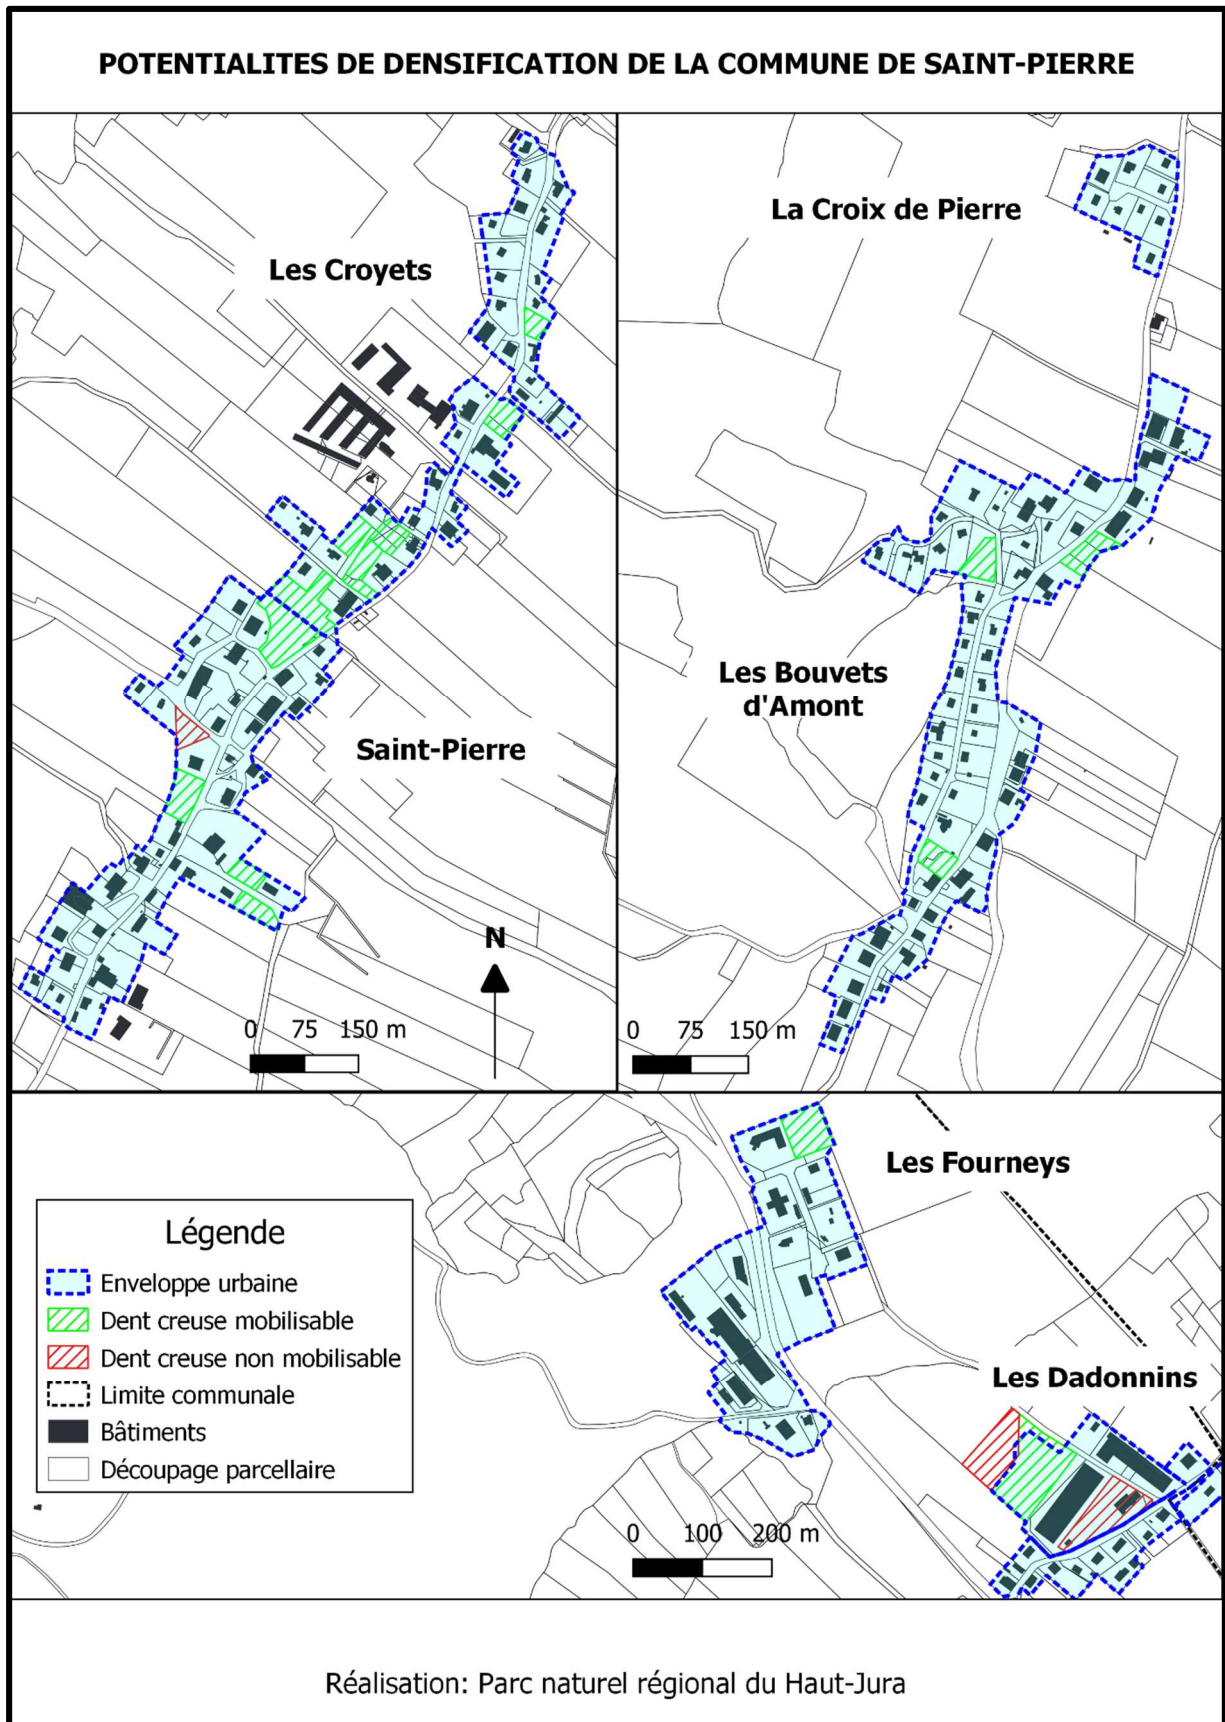 POTENTIALITES DE DENSIFICATION DE LA COMMUNE DE SAINT-PIERRE
Les Croyets
Saint-Pierre
N
0 75 150 m
La Croix de Pierre
Les Bouvets
d'Amont
0 75 150 m
Les Fourneys
Les Dadonnins
0 100 200 m
Légende
Enveloppe urbaine
Dent creuse mobilisable
Dent creuse non mobilisable
Limite communale
Bâtiments
Découpage parcellaire
Réalisation: Parc naturel régional du Haut-Jura